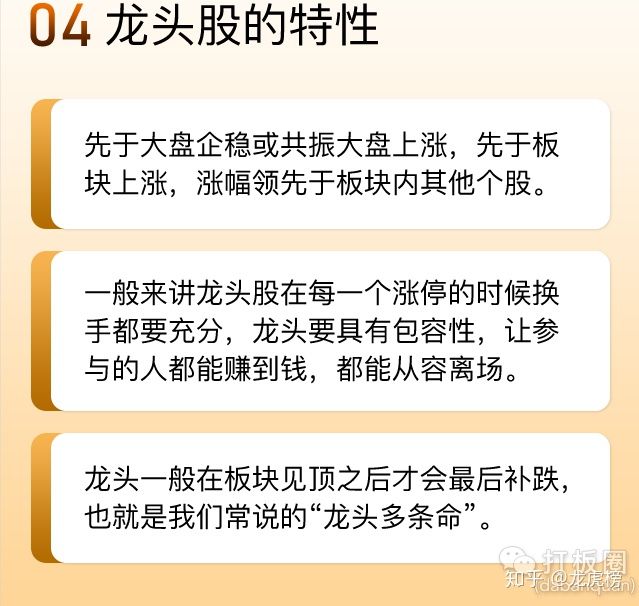 04 龙头股的特性
先于大盘企稳或共振大盘上涨，先于板
块上涨，涨幅领先于板块内其他个股。
一般来讲龙头股在每一个涨停的时候换
手都要充分，龙头要具有包容性，让参
与的人都能赚到钱，都能从容离场。
龙头一般在板块见顶之后才会最后补跌，
也就是我们常说的“龙头多条命”。
打板圈
知乎 @龙虎榜
(dabanquan)